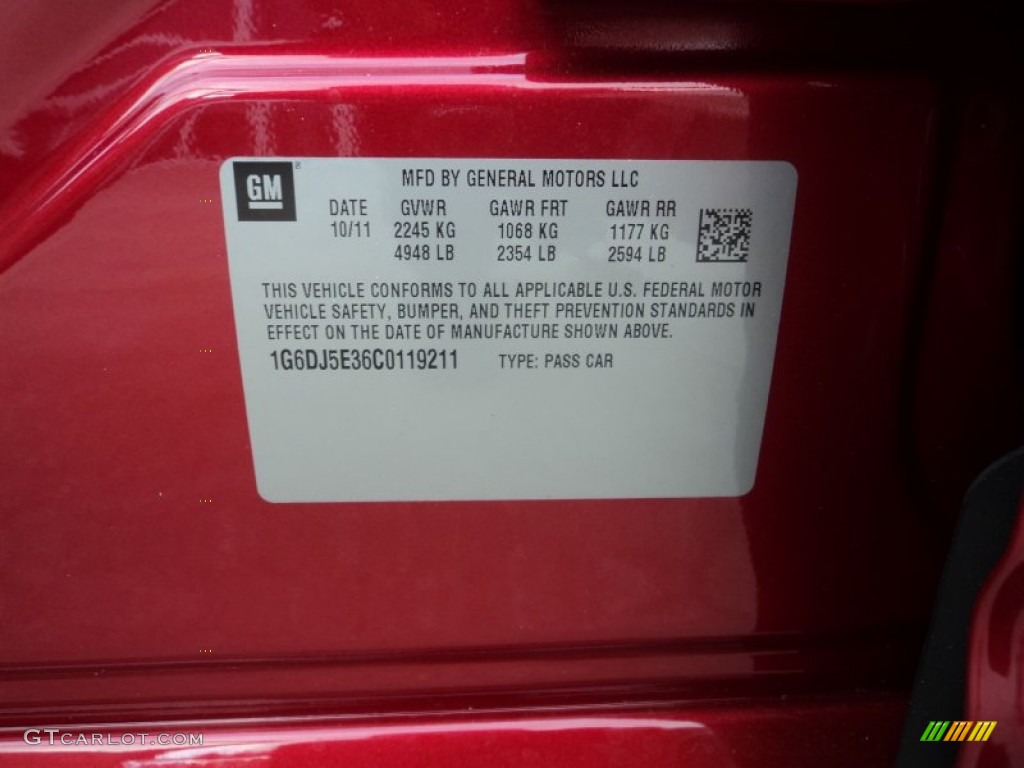 GM®
MFD BY GENERAL MOTORS LLC
DATE GVWR GAWR FRT GAWR RR
10/11 2245 KG 1068 KG 1177 KG
4948 LB 2354 LB 2594 LB
THIS VEHICLE CONFORMS TO ALL APPLICABLE U.S. FEDERAL MOTOR
VEHICLE SAFETY, BUMPER, AND THEFT PREVENTION STANDARDS IN
EFFECT ON THE DATE OF MANUFACTURE SHOWN ABOVE.
1G6DJ5E36C0119211 TYPE: PASS CAR
GTCARLOT.COM